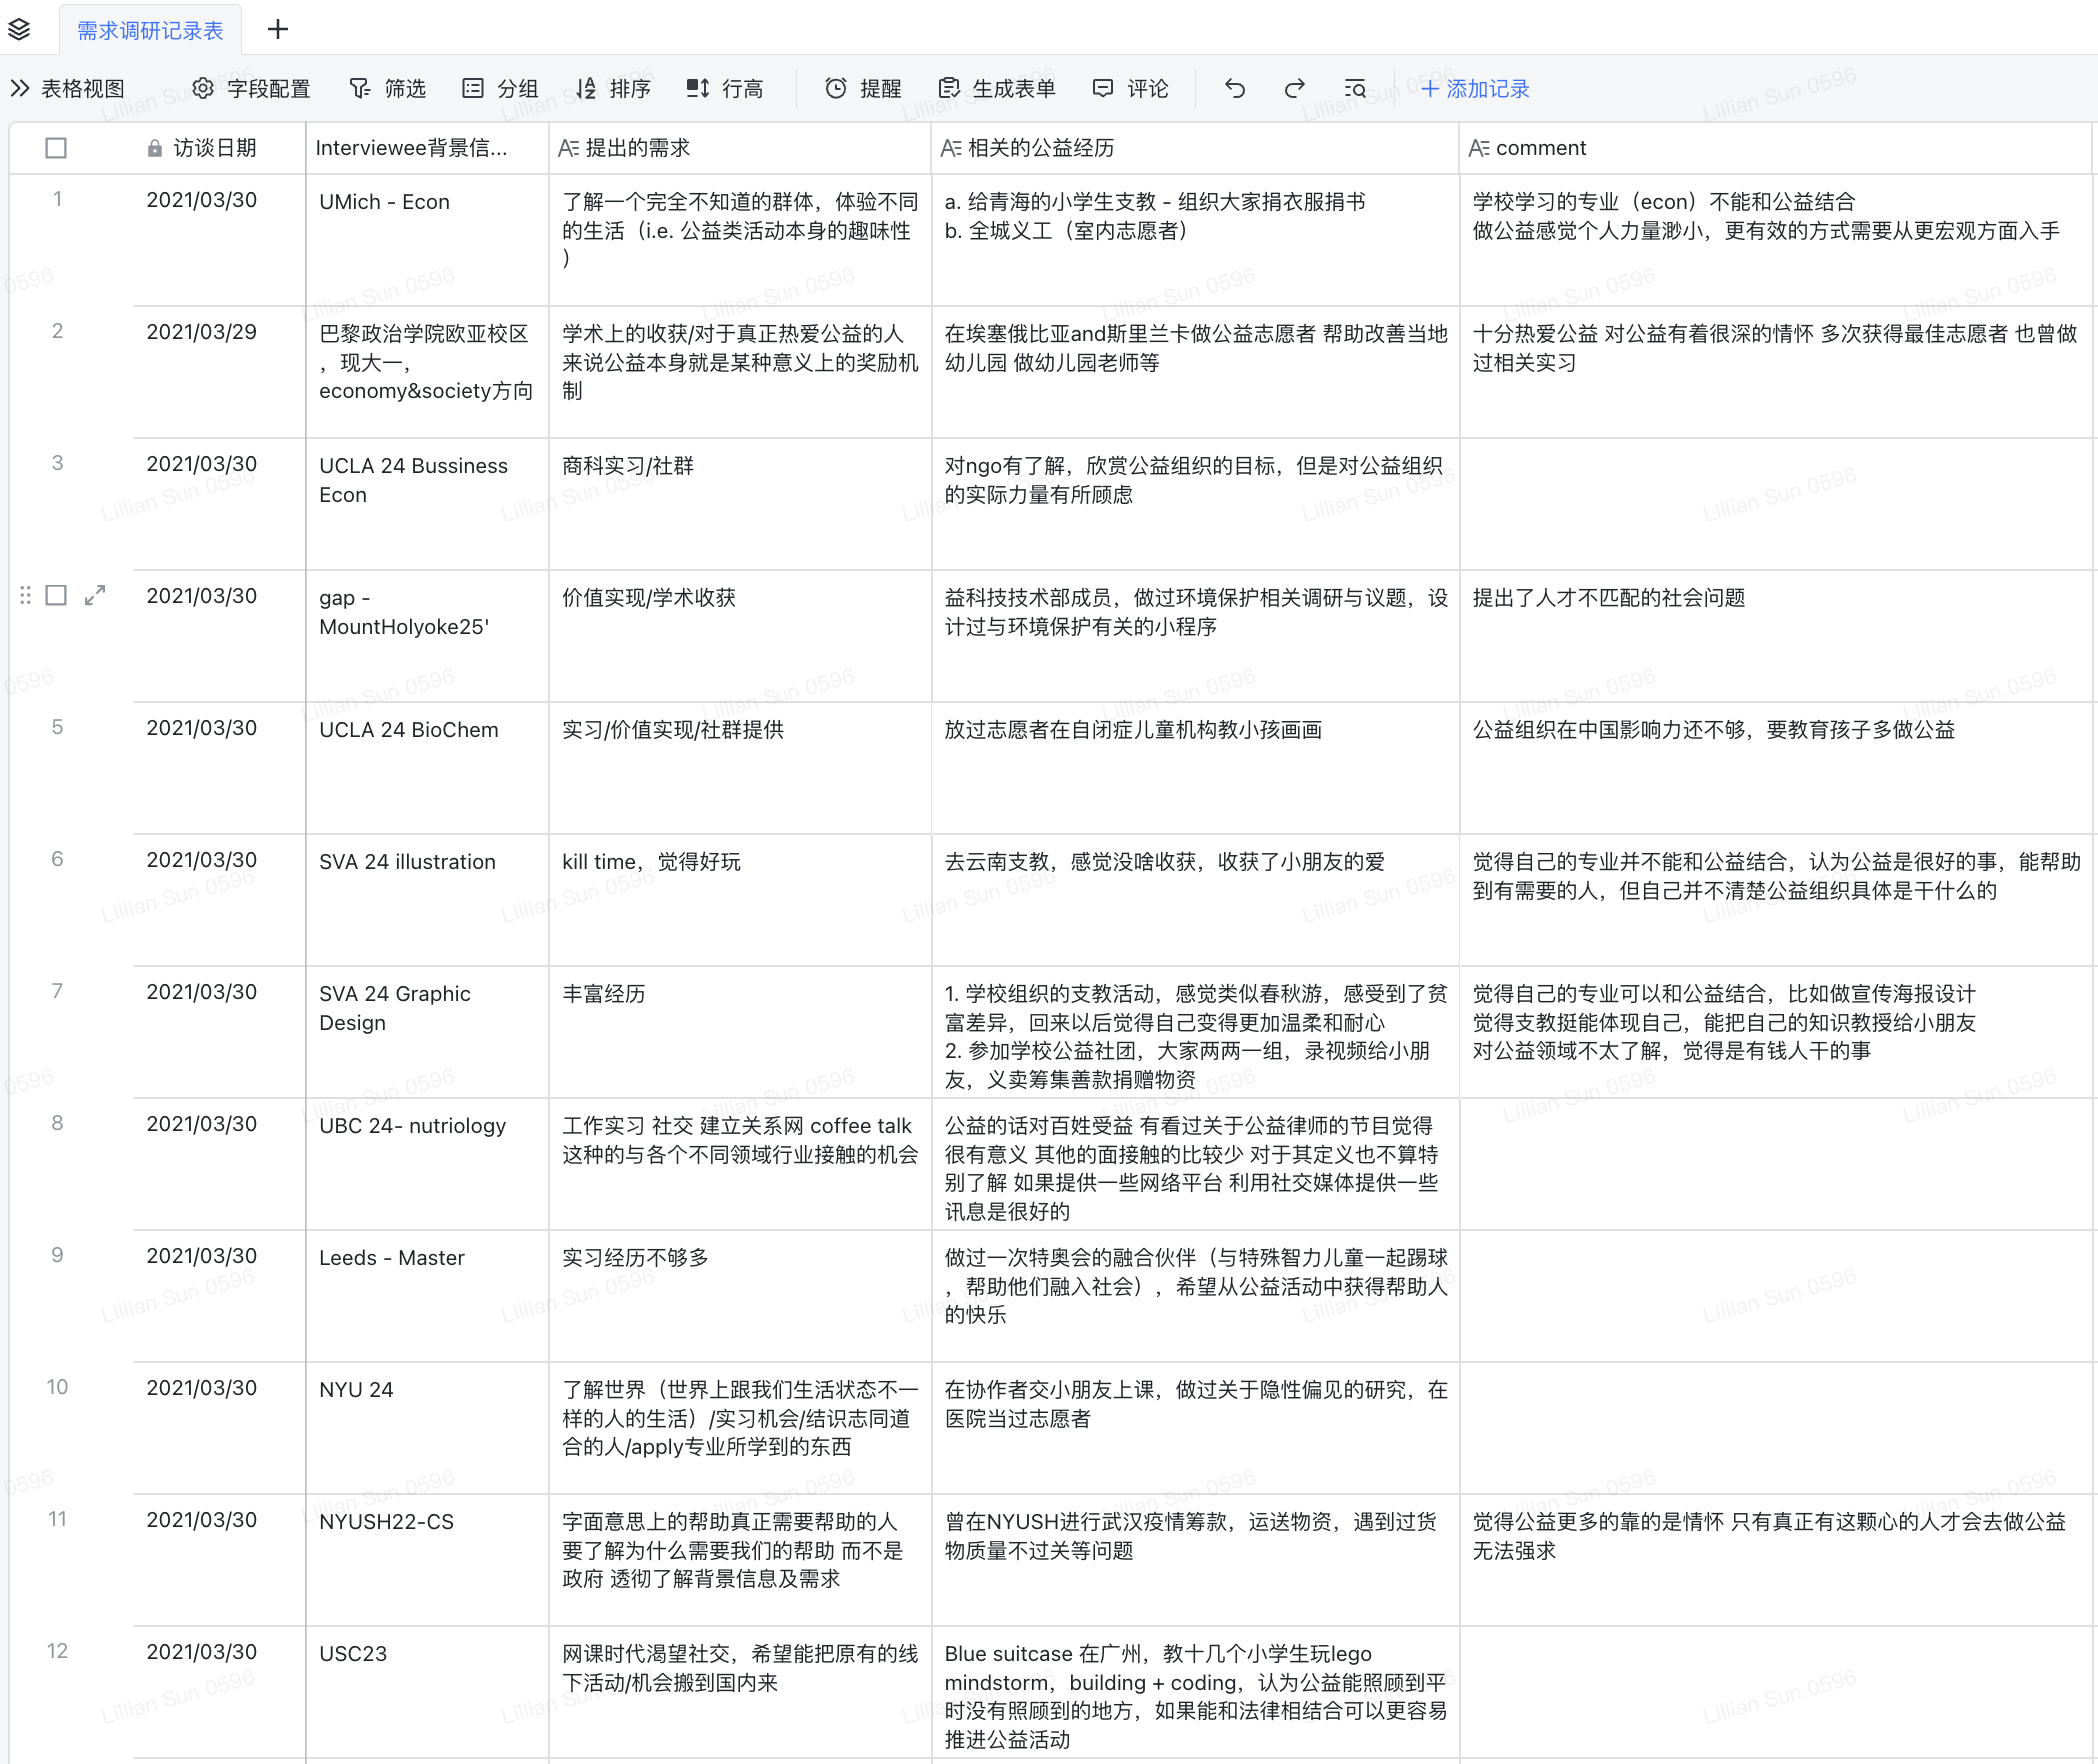 需求调研记录表
表格视图 字段配置 筛选 分组 排序 行高 提醒 生成表单 评论 添加记录
访谈日期 Interviewee背景信... 提出的需求 相关的公益经历 comment
1 2021/03/30 UMich - Econ
了解一个完全不知道的群体，体验不同
的生活（i.e. 公益类活动本身的趣味性
）
a. 给青海的小学生支教 - 组织大家捐衣服捐书
b. 全城义工（室内志愿者）
学校学习的专业（econ）不能和公益结合
做公益感觉个人力量渺小，更有效的方式需要从更宏观方面入手
2 2021/03/29
巴黎政治学院欧亚校区
，现大一，
economy&society方向
学术上的收获/对于真正热爱公益的人
来说公益本身就是某种意义上的奖励机
制
在埃塞俄比亚and斯里兰卡做公益志愿者 帮助改善当地
幼儿园 做幼儿园老师等
十分热爱公益 对公益有着很深的情怀 多次获得最佳志愿者 也曾做
过相关实习
3 2021/03/30
UCLA 24 Bussiness
Econ
商科实习/社群
对ngo有了解，欣赏公益组织的目标，但是对公益组织
的实际力量有所顾虑
2021/03/30
gap -
MountHolyoke25'
价值实现/学术收获
益科技技术部成员，做过环境保护相关调研与议题，设
计过与环境保护有关的小程序
提出了人才不匹配的社会问题
5 2021/03/30 UCLA 24 BioChem
实习/价值实现/社群提供
放过志愿者在自闭症儿童机构教小孩画画
公益组织在中国影响力还不够，要教育孩子多做公益
6 2021/03/30 SVA 24 illustration
kill time，觉得好玩
去云南支教，感觉没啥收获，收获了小朋友的爱
觉得自己的专业并不能和公益结合，认为公益是很好的事，能帮助
到有需要的人，但自己并不清楚公益组织具体是干什么的
7 2021/03/30
SVA 24 Graphic
Design
丰富经历
1. 学校组织的支教活动，感觉类似春秋游，感受到了贫
富差异，回来以后觉得自己变得更加温柔和耐心
2. 参加学校公益社团，大家两两一组，录视频给小朋
友，义卖筹集善款捐赠物资
觉得自己的专业可以和公益结合，比如做宣传海报设计
觉得支教挺能体现自己，能把自己的知识教授给小朋友
对公益领域不太了解，觉得是有钱人干的事
8 2021/03/30 UBC 24- nutriology
工作实习 社交 建立关系网 coffee talk
这种的与各个不同领域行业接触的机会
公益的话对百姓受益 有看过关于公益律师的节目觉得
很有意义 其他的面接触的比较少 对于其定义也不算特
别了解 如果提供一些网络平台 利用社交媒体提供一些
讯息是很好的
9 2021/03/30 Leeds - Master
实习经历不够多
做过一次特奥会的融合伙伴（与特殊智力儿童一起踢球
，帮助他们融入社会），希望从公益活动中获得帮助人
的快乐
10 2021/03/30 NYU 24
了解世界（世界上跟我们生活状态不一
样的人的生活）/实习机会/结识志同道
合的人/apply专业所学到的东西
在协作者交小朋友上课，做过关于隐性偏见的研究，在
医院当过志愿者
11 2021/03/30 NYUSH22-CS
字面意思上的帮助真正需要帮助的人
要了解为什么需要我们的帮助 而不是
政府 透彻了解背景信息及需求
曾在NYUSH进行武汉疫情筹款，运送物资，遇到过货
物质量不过关等问题
觉得公益更多的靠的是情怀 只有真正有这颗心的人才会去做公益
无法强求
12 2021/03/30 USC23
网课时代渴望社交，希望能把原有的线
下活动/机会搬到国内来
Blue suitcase 在广州，教十几个小学生玩lego
mindstorm，building + coding，认为公益能照顾到平
时没有照顾到的地方，如果能和法律相结合可以更容易
推进公益活动
Lillian Sun 0596